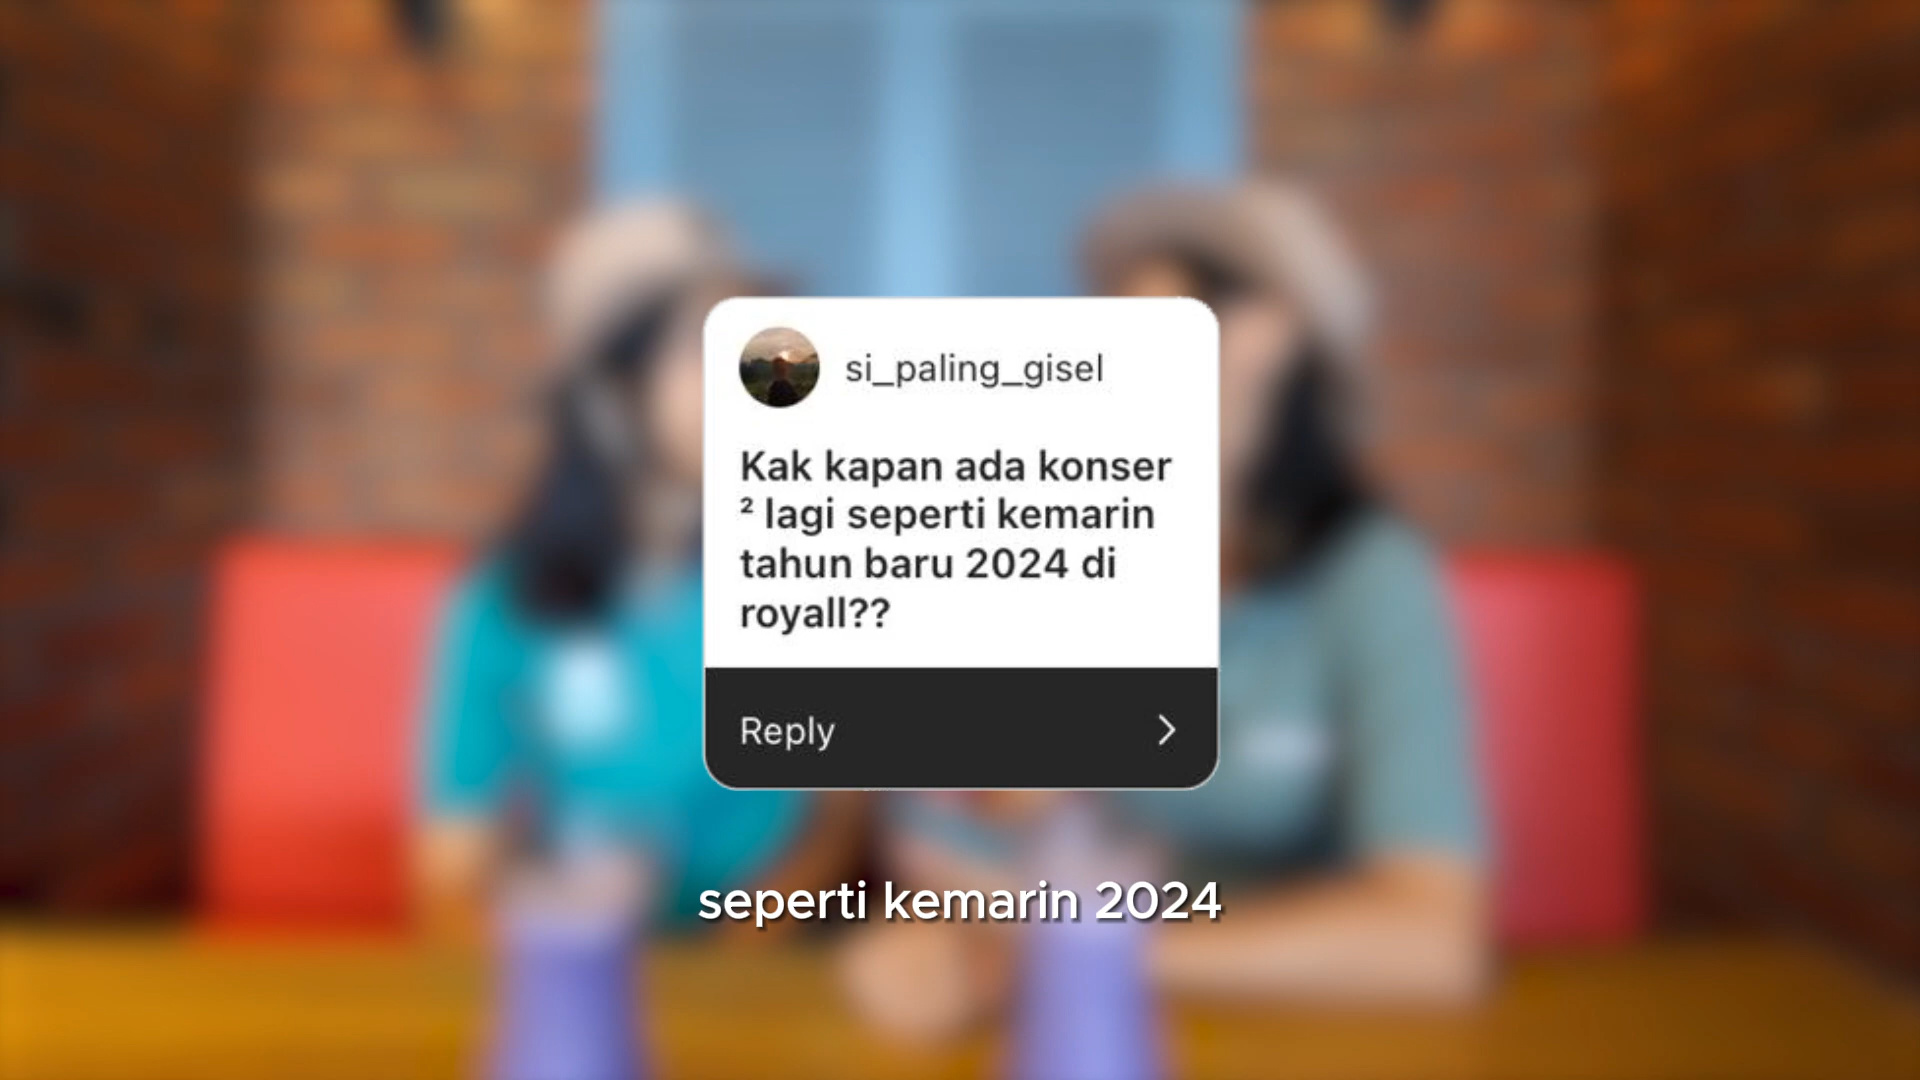 si_paling_gisel
Kak kapan ada konser
² lagi seperti kemarin
tahun baru 2024 di
royall??
Reply
seperti kemarin 2024